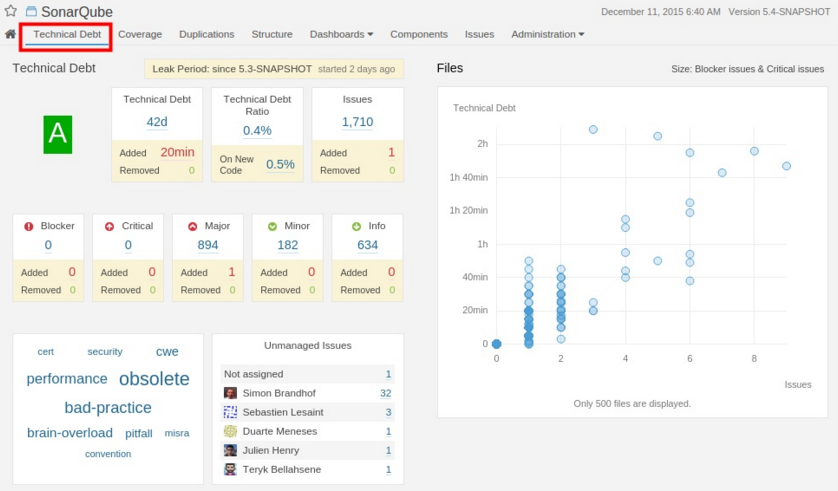 SonarQube
December 11, 2015 6:40 AM Version 5.4-SNAPSHOT
Technical Debt Coverage Duplications Structure Dashboards Components Issues Administration
Technical Debt
Leak Period: since 5.3-SNAPSHOT started 2 days ago
A
Technical Debt
42d
Added 20min
Removed 0
Technical Debt
Ratio
0.4%
On New
Code
0.5%
Issues
1,710
Added 1
Removed 0
Blocker
0
Added 0
Removed 0
Critical
0
Added 0
Removed 0
Major
894
Added 1
Removed 0
Minor
182
Added 0
Removed 0
Info
634
Added 0
Removed 0
cert security cwe
performance obsolete
bad-practice
brain-overload pitfall misra
convention
Unmanaged Issues
Not assigned 1
Simon Brandhof 32
Sebastien Lesaint 3
Duarte Meneses 1
Julien Henry 1
Teryk Bellahsene 1
Files
Size: Blocker issues & Critical issues
Technical Debt
2h
1h 40min
1h 20min
1h
40min
20min
0
0 2 4 6 8
Issues
Only 500 files are displayed.